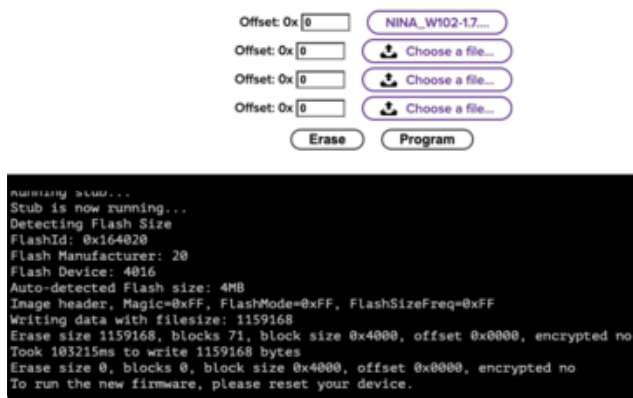 Offset: 0x 0 NINA_W102-1.7....
Offset: 0x 0 Choose a file...
Offset: 0x 0 Choose a file...
Offset: 0x 0 Choose a file...
Erase Program
Running stub...
Stub is now running...
Detecting Flash Size
FlashId: 0x164020
Flash Manufacturer: 20
Flash Device: 4016
Auto-detected Flash size: 4MB
Image header, Magic=0xFF, FlashMode=0xFF, FlashSizeFreq=0xFF
Writing data with filesize: 1159168
Erase size 1159168, blocks 71, block size 0x4000, offset 0x0000, encrypted no
Took 103215ms to write 1159168 bytes
Erase size 0, blocks 0, block size 0x4000, offset 0x0000, encrypted no
To run the new firmware, please reset your device.